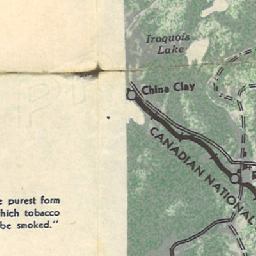 Iroquois
Lake
China Clay
CANADIAN NATIONAL
e purest form
hich tobacco
be smoked."